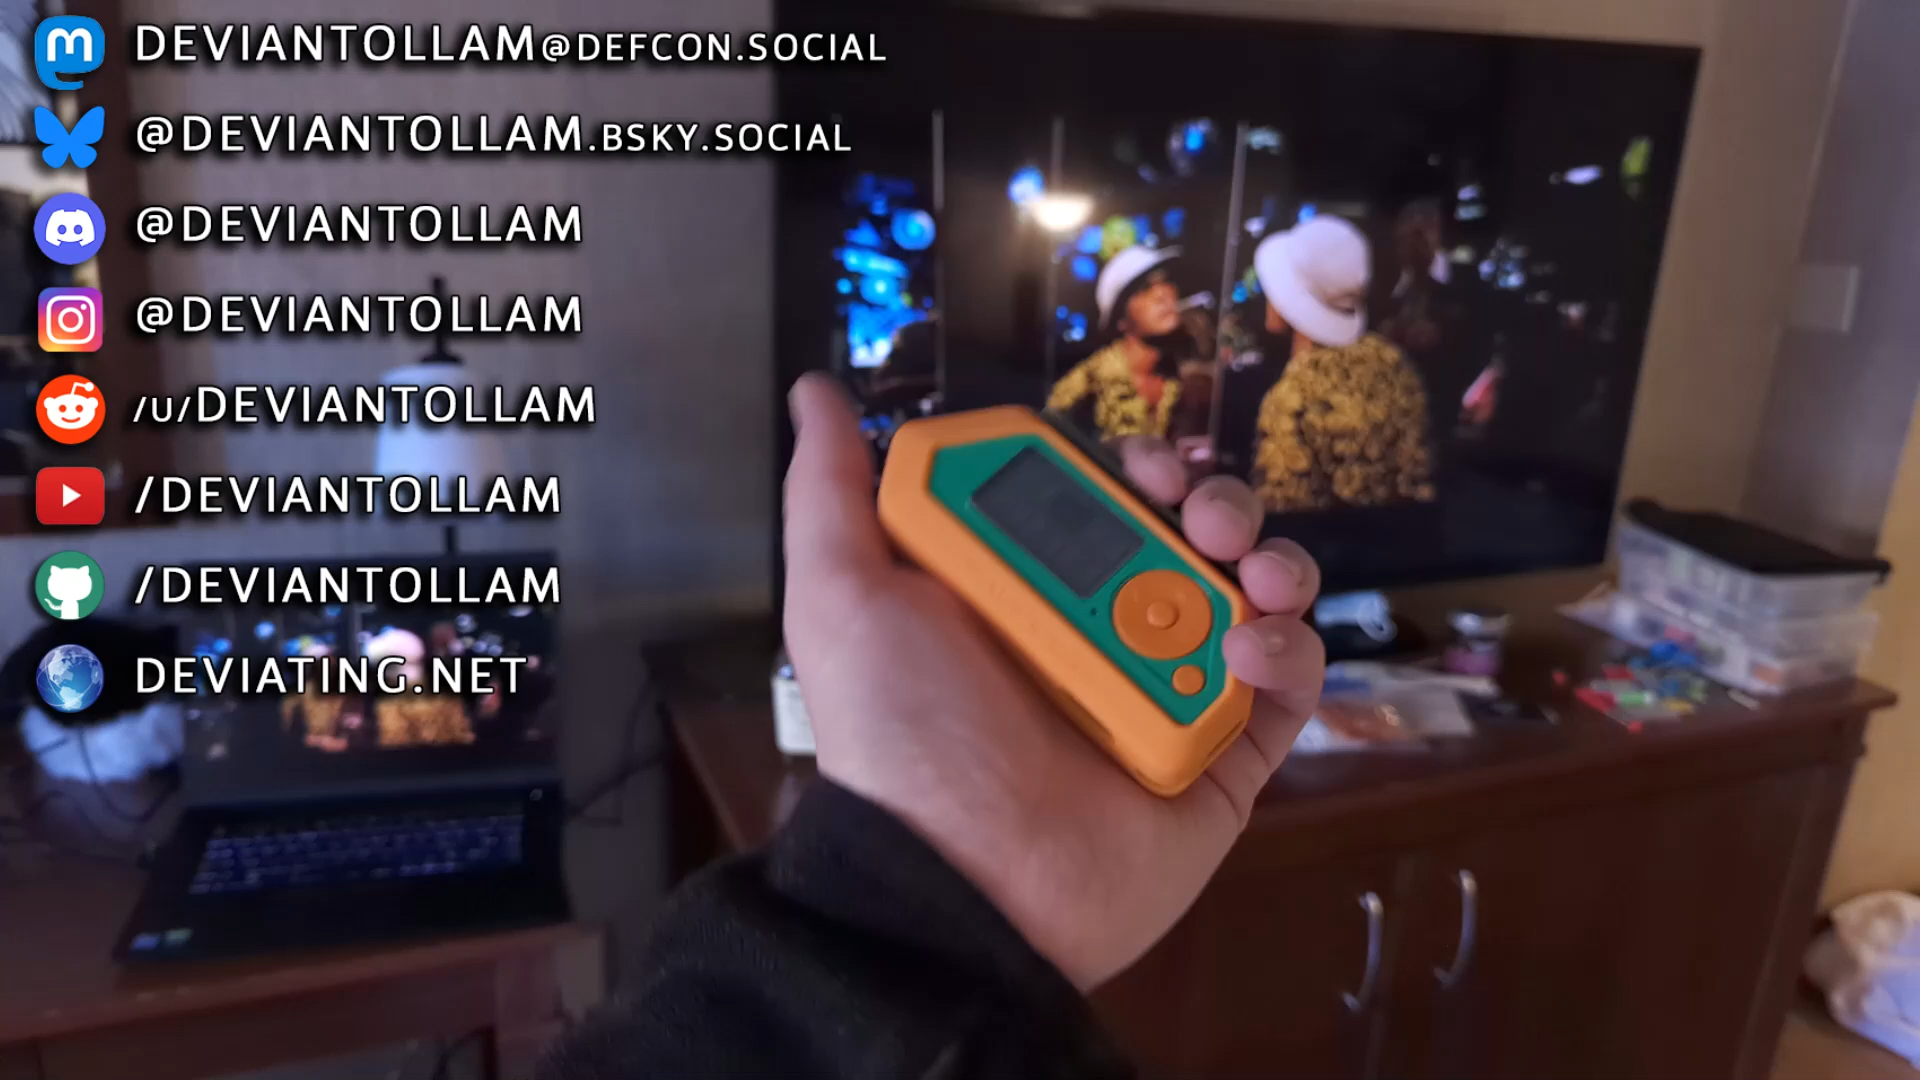 DEVIANTOLLAM@DEFCON.SOCIAL
@DEVIANTOLLAM.BSKY.SOCIAL
@DEVIANTOLLAM
@DEVIANTOLLAM
/U/DEVIANTOLLAM
/DEVIANTOLLAM
/DEVIANTOLLAM
DEVIATING.NET